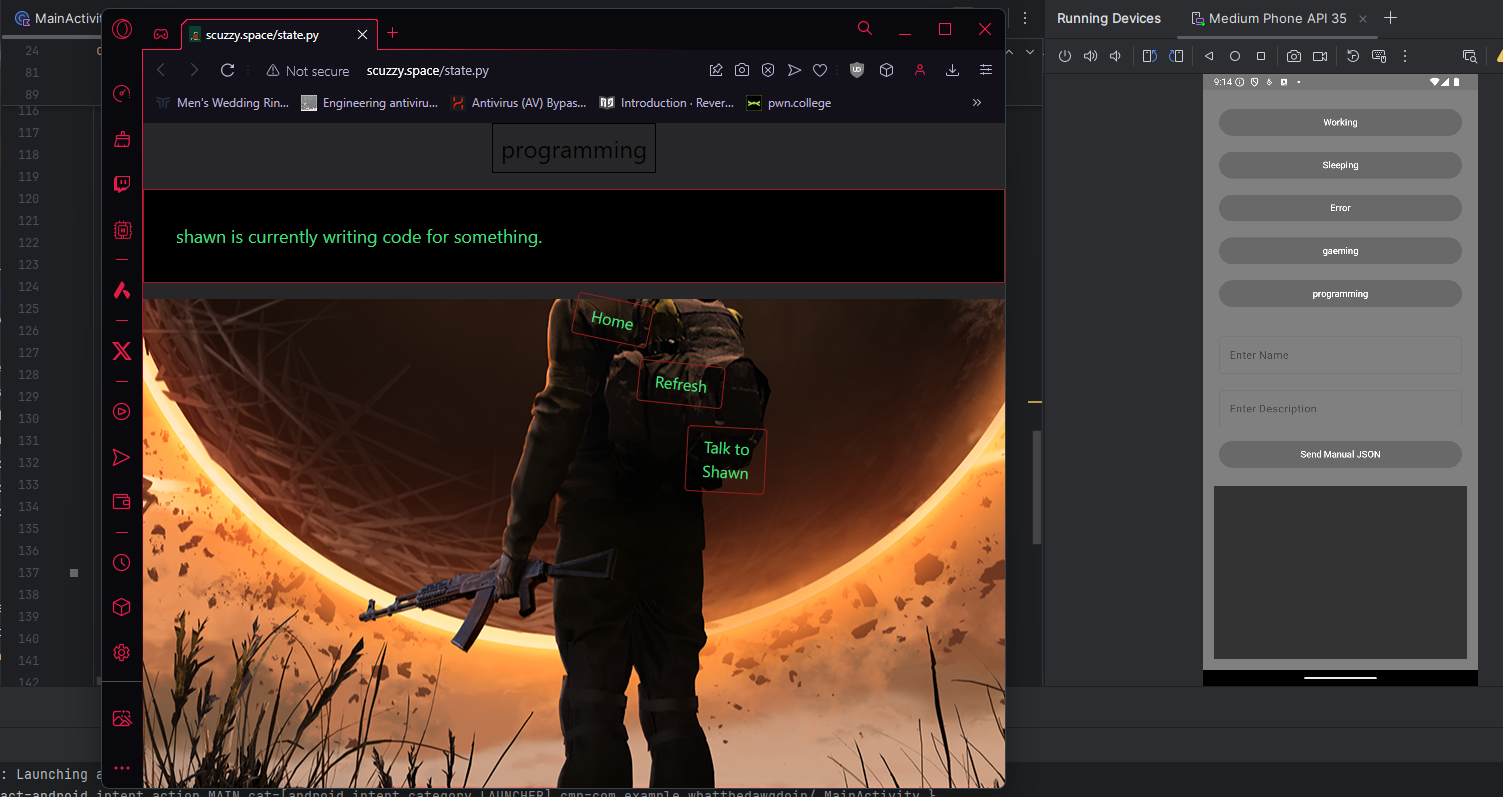 MainActivit
Running Devices
Medium Phone API 35
scuzzy.space/state.py
Not secure
scuzzy.space/state.py
Men's Wedding Rin...
Engineering antiviru...
Antivirus (AV) Bypas...
Introduction · Rever...
pwn.college
programming
shawn is currently writing code for something.
Home
Refresh
Talk to
Shawn
24
81
89
116
117
118
119
120
121
122
123
124
125
126
127
128
129
130
131
132
133
134
135
136
137
138
139
140
141
142
9:14
Working
Sleeping
Error
gaeming
programming
Enter Name
Enter Description
Send Manual JSON
: Launching a
act=android.intent.action.MAIN cat=[android.intent.category.LAUNCHER] cmp=com.example.whatthedawgdoin/.MainActivity }